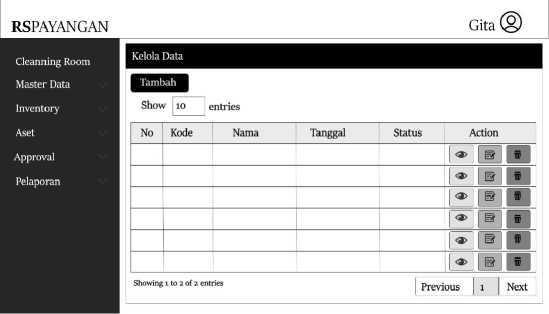 RSPAYANGAN
Gita
Cleanning Room
Master Data
Inventory
Aset
Approval
Pelaporan
Kelola Data
Tambah
Show 10 entries
No Kode Nama Tanggal Status Action
Showing 1 to 2 of 2 entries
Previous 1 Next